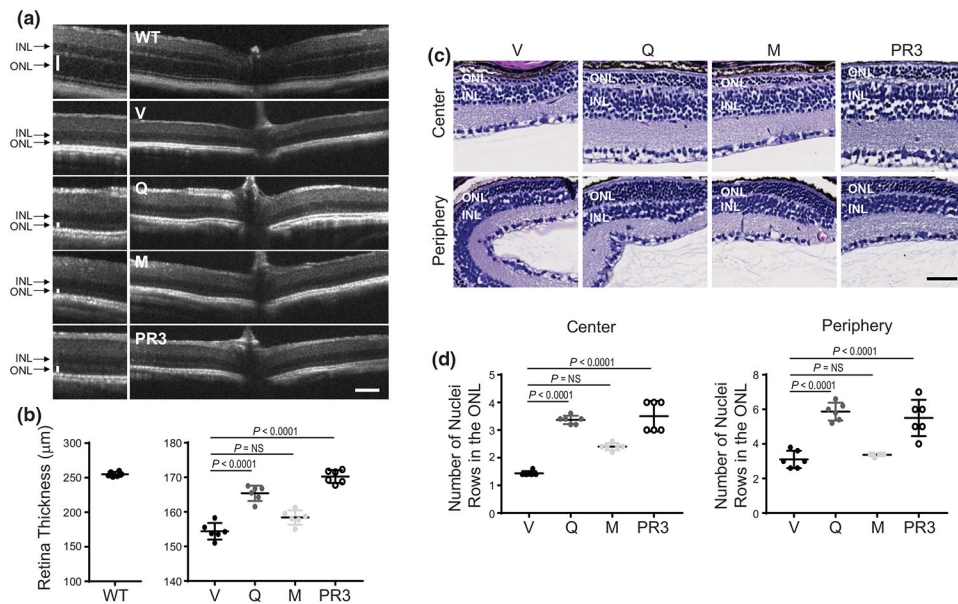 (a)
WT
INL
ONL
V
INL
ONL
Q
INL
ONL
M
INL
ONL
PR3
INL
ONL
(b)
Retina Thickness (μm)
300
250
200
150
100
WT
180
170
160
150
140
P < 0.0001
P = NS
P < 0.0001
V Q M PR3
(c)
V Q M PR3
Center
ONL ONL ONL ONL
INL INL INL INL
Periphery
ONL ONL ONL ONL
INL INL INL INL
(d)
Center
Number of Nuclei
Rows in the ONL
5
4
3
2
1
0
P < 0.0001
P = NS
P < 0.0001
V Q M PR3
Periphery
Number of Nuclei
Rows in the ONL
8
6
4
2
0
P < 0.0001
P = NS
P < 0.0001
V Q M PR3